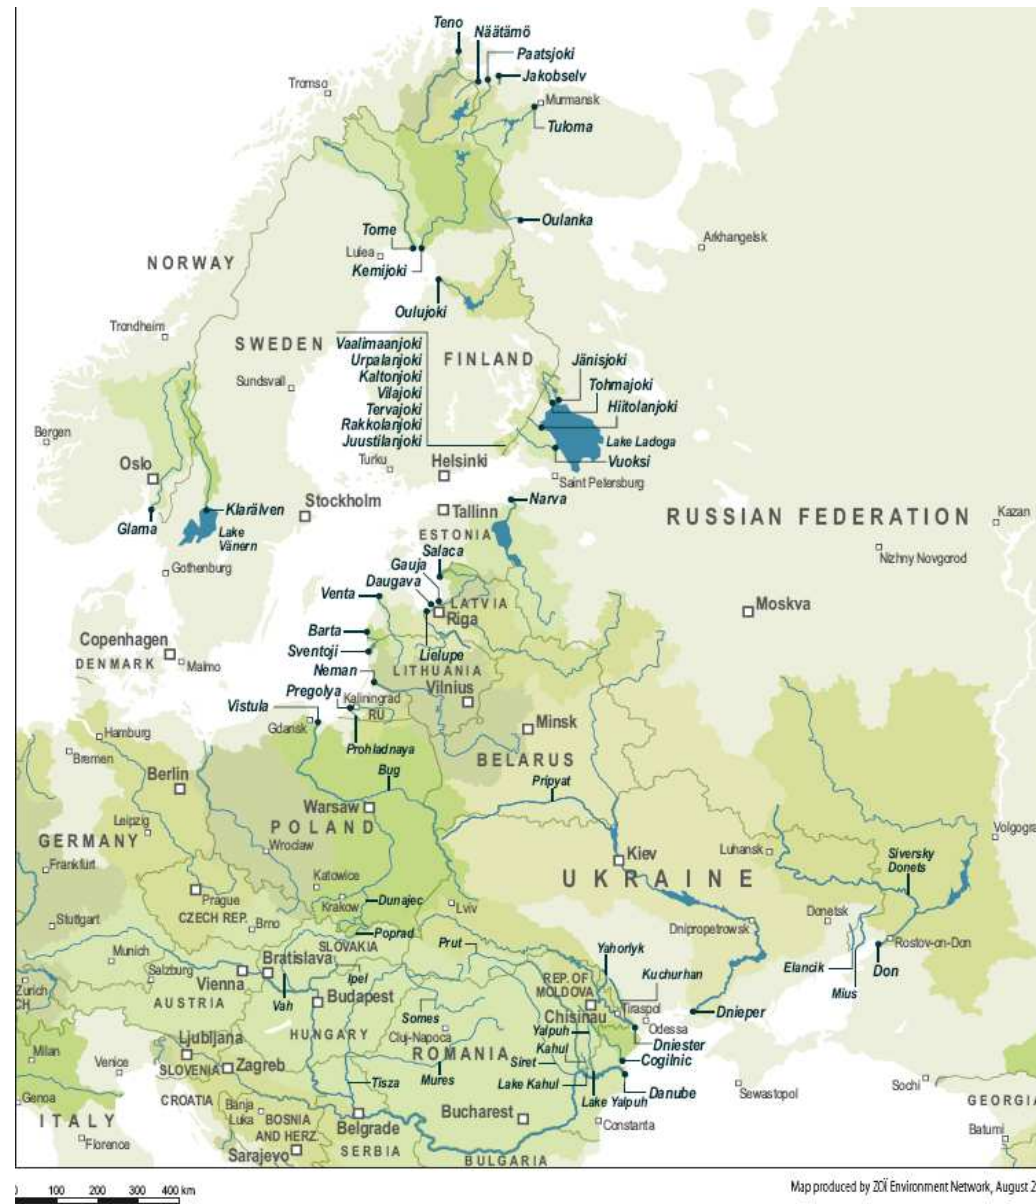 Teno
Näätämö
Paatsjoki
Jakobselv
Tromso
Murmansk
Tuloma
Oulanka
Torne
Lulea
Kemijoki
Arkhangelsk
NORWAY
Oulujoki
Trondheim
SWEDEN
Vaalimaanjoki
Urpalanjoki
Kaltonjoki
Vilajoki
Tervajoki
Rakkolanjoki
Juustilanjoki
FINLAND
Jänisjoki
Tohmajoki
Hiitolanjoki
Sundsvall
Bergen
Lake Ladoga
Oslo
Turku
Helsinki
Vuoksi
Saint Petersburg
Stockholm
Narva
Tallinn
Glama
Klarälven
Lake
Vänern
RUSSIAN FEDERATION
Kazan
ESTONIA
Nizhny Novgorod
Gothenburg
Salaca
Gauja
Daugava
Venta
LATVIA
Riga
Moskva
Copenhagen
DENMARK
Malmo
Barta
Sventoji
Lielupe
LITHUANIA
Neman
Vilnius
Pregolya
Kaliningrad
RU
Vistula
Gdansk
Minsk
Prohladnaya
Hamburg
Bremen
BELARUS
Berlin
Bug
Pripyat
Warsaw
POLAND
Leipzig
GERMANY
Wroclaw
Kiev
Luhansk
Volgogra
Frankfurt
UKRAINE
Siversky
Donets
Katowice
Prague
Krakow
Dunajec
Lviv
CZECH REP.
Brno
Donetsk
Stuttgart
Dnipropetrovsk
Poprad
SLOVAKIA
Prut
Rostov-on-Don
Munich
Bratislava
Yahorlyk
Elancik
Don
Salzburg
Vienna
Ipel
REP. OF
MOLDOVA
Kuchurhan
Mius
Zurich
CH
AUSTRIA
Vah
Budapest
Chisinau
Tiraspol
Dnieper
Somes
Odessa
HUNGARY
Cluj-Napoca
Yalpuh
Dniester
Ljubljana
ROMANIA
Kahul
Cogilnic
Milan
Venice
SLOVENIA
Zagreb
Siret
Tisza
Mures
Lake Kahul
Danube
Sochi
Sewastopol
Genoa
CROATIA
Banja
Luka
Lake Yalpuh
GEORGIA
ITALY
BOSNIA
AND HERZ.
Belgrade
Bucharest
Constanta
Batumi
Florence
Sarajevo
SERBIA
BULGARIA
0 100 200 300 400 km
Map produced by ZOÏ Environment Network, August 2